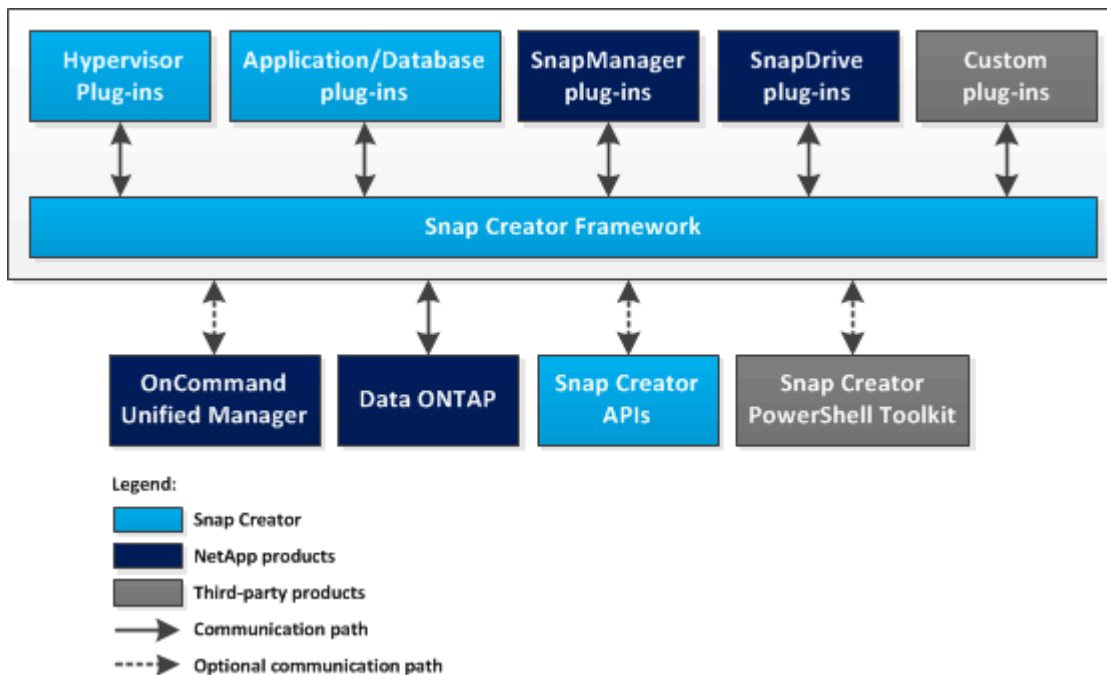 Hypervisor
Plug-ins
Application/Database
plug-ins
SnapManager
plug-ins
SnapDrive
plug-ins
Custom
plug-ins
Snap Creator Framework
OnCommand
Unified Manager
Data ONTAP
Snap Creator
APIs
Snap Creator
PowerShell Toolkit
Legend:
Snap Creator
NetApp products
Third-party products
Communication path
Optional communication path